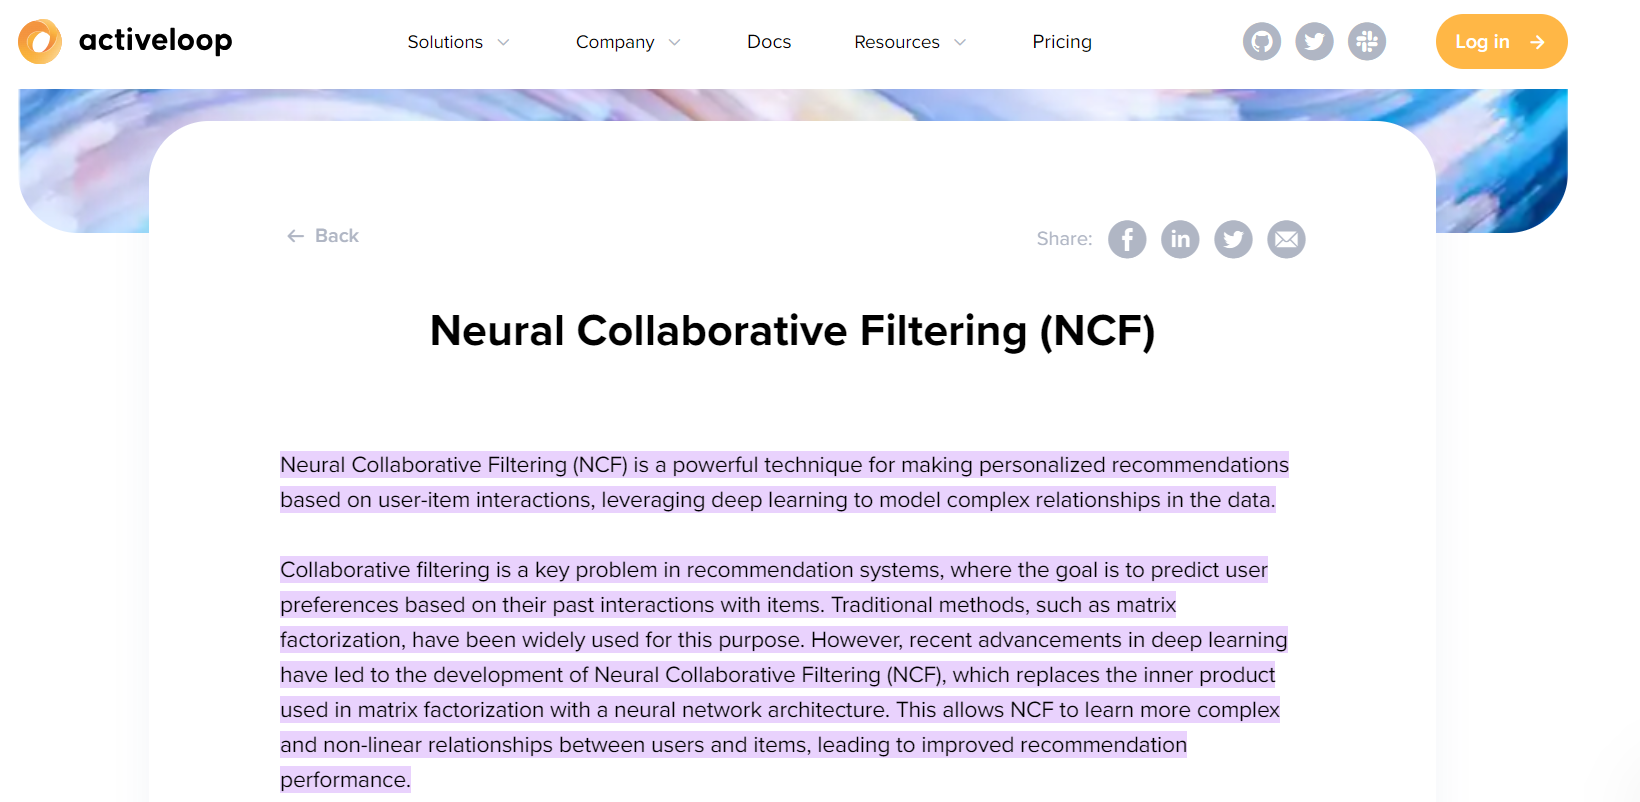 activeloop
Solutions Company Docs Resources Pricing
Log in
Back
Share:
Neural Collaborative Filtering (NCF)
Neural Collaborative Filtering (NCF) is a powerful technique for making personalized recommendations
based on user-item interactions, leveraging deep learning to model complex relationships in the data.
Collaborative filtering is a key problem in recommendation systems, where the goal is to predict user
preferences based on their past interactions with items. Traditional methods, such as matrix
factorization, have been widely used for this purpose. However, recent advancements in deep learning
have led to the development of Neural Collaborative Filtering (NCF), which replaces the inner product
used in matrix factorization with a neural network architecture. This allows NCF to learn more complex
and non-linear relationships between users and items, leading to improved recommendation
performance.